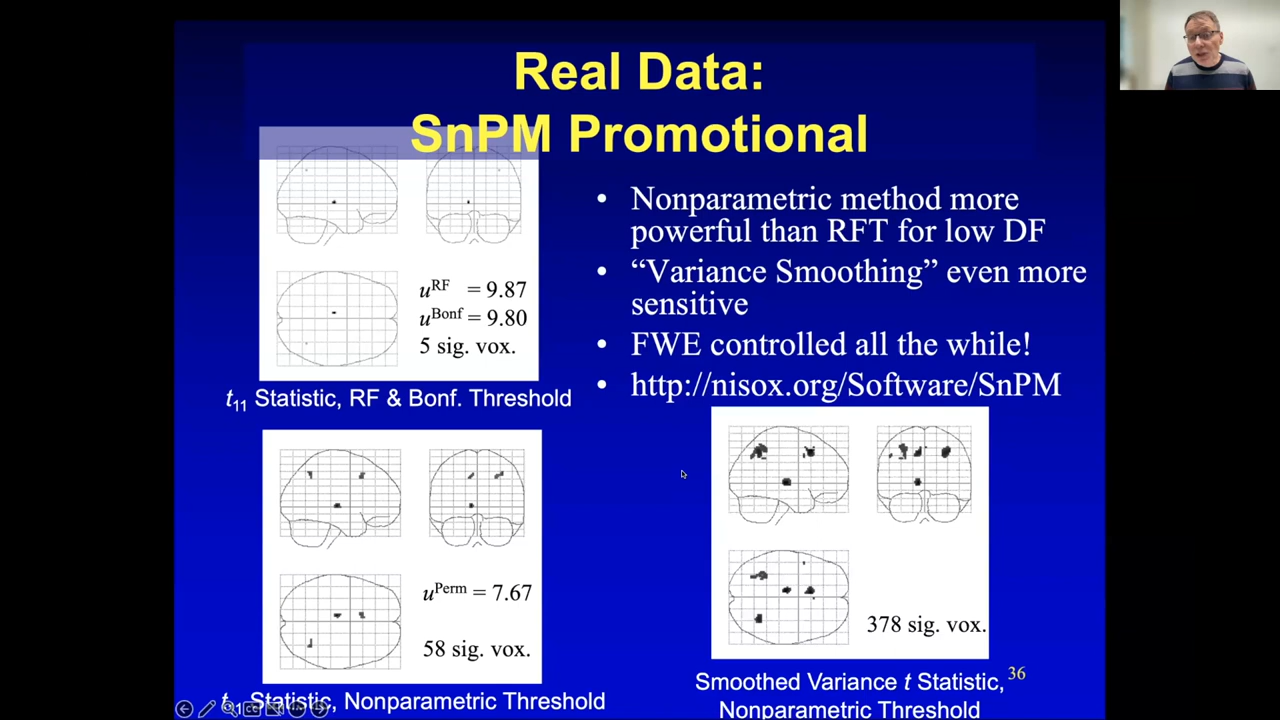 Real Data:
SnPM Promotional
uRF = 9.87
uBonf = 9.80
5 sig. vox.
t11 Statistic, RF & Bonf. Threshold
• Nonparametric method more
powerful than RFT for low DF
• “Variance Smoothing” even more
sensitive
• FWE controlled all the while!
• http://nisox.org/Software/SnPM
uPerm = 7.67
58 sig. vox.
Statistic, Nonparametric Threshold
378 sig. vox.
Smoothed Variance t Statistic,
Nonparametric Threshold
36